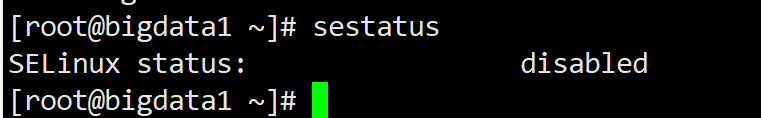 [root@bigdata1 ~]# sestatus
SELinux status:                 disabled
[root@bigdata1 ~]#